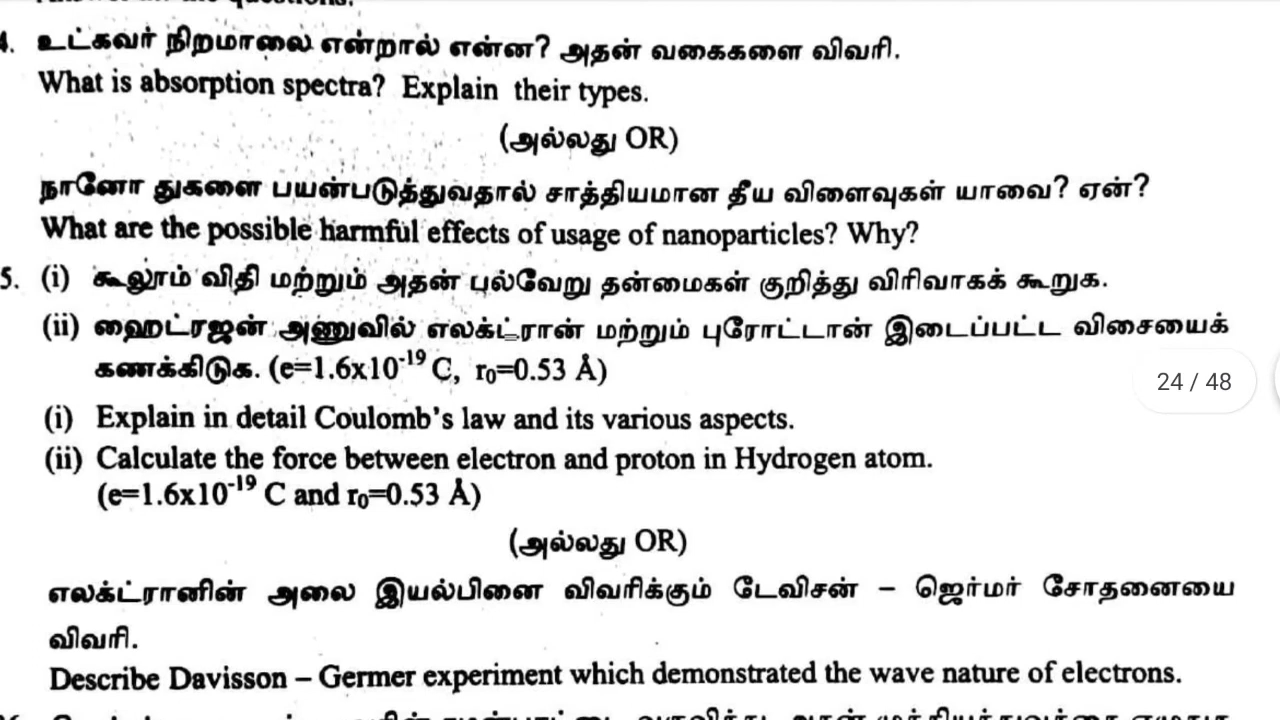 4. உட்கவர் நிறமாலை என்றால் என்ன? அதன் வகைகளை விவரி.
What is absorption spectra? Explain their types.
(அல்லது OR)
நானோ துகளை பயன்படுத்துவதால் சாத்தியமான தீய விளைவுகள் யாவை? ஏன்?
What are the possible harmful effects of usage of nanoparticles? Why?
5. (i) கூலூம் விதி மற்றும் அதன் பல்வேறு தன்மைகள் குறித்து விரிவாகக் கூறுக.
(ii) ஹைட்ரஜன் அணுவில் எலக்ட்ரான் மற்றும் புரோட்டான் இடைப்பட்ட விசையைக்
கணக்கிடுக. (e=1.6x10⁻¹⁹ C, r₀=0.53 Å)
24 / 48
(i) Explain in detail Coulomb's law and its various aspects.
(ii) Calculate the force between electron and proton in Hydrogen atom.
(e=1.6x10⁻¹⁹ C and r₀=0.53 Å)
(அல்லது OR)
எலக்ட்ரானின் அலை இயல்பினை விவரிக்கும் டேவிசன் – ஜெர்மர் சோதனையை
விவரி.
Describe Davisson – Germer experiment which demonstrated the wave nature of electrons.